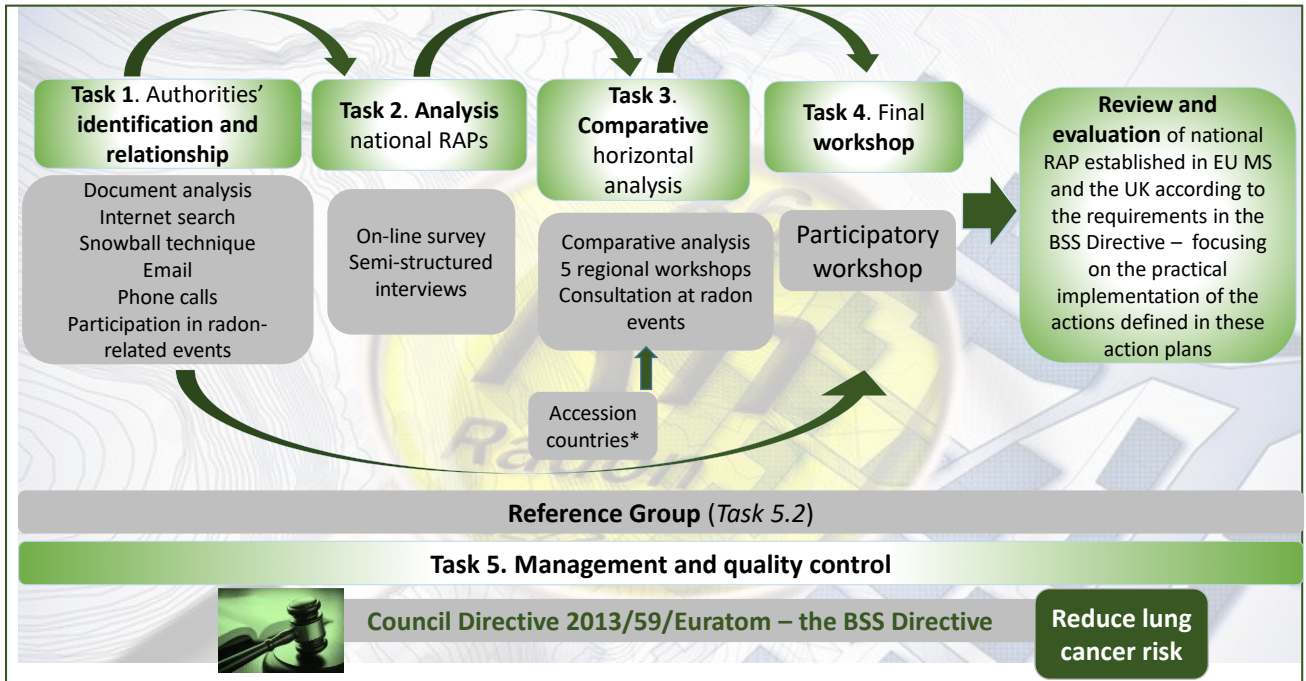 Task 1. Authorities'
identification and
relationship
Document analysis
Internet search
Snowball technique
Email
Phone calls
Participation in radon-
related events
Task 2. Analysis
national RAPs
On-line survey
Semi-structured
interviews
Task 3.
Comparative
horizontal
analysis
Comparative analysis
5 regional workshops
Consultation at radon
events
Accession
countries*
Task 4. Final
workshop
Participatory
workshop
Review and
evaluation of national
RAP established in EU MS
and the UK according to
the requirements in the
BSS Directive – focusing
on the practical
implementation of the
actions defined in these
action plans
Rn
Radon
Reference Group (Task 5.2)
Task 5. Management and quality control
Council Directive 2013/59/Euratom – the BSS Directive
Reduce lung
cancer risk